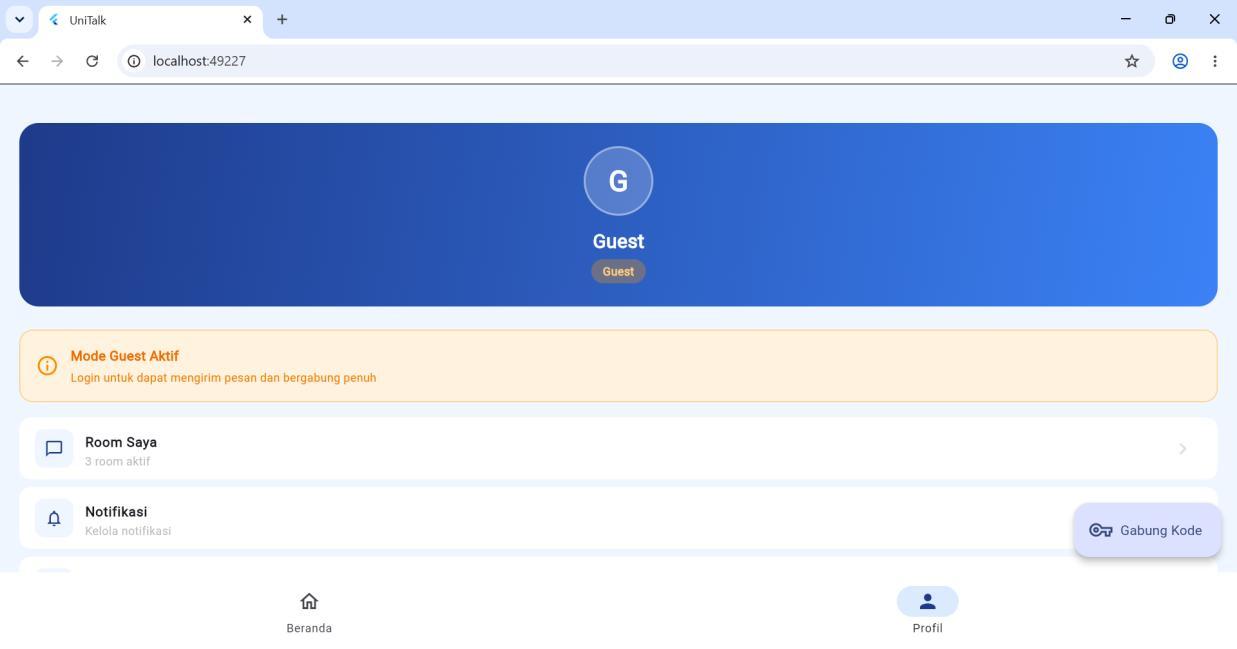 UniTalk
localhost:49227
G
Guest
Guest
Mode Guest Aktif
Login untuk dapat mengirim pesan dan bergabung penuh
Room Saya
3 room aktif
Notifikasi
Kelola notifikasi
Gabung Kode
Beranda
Profil